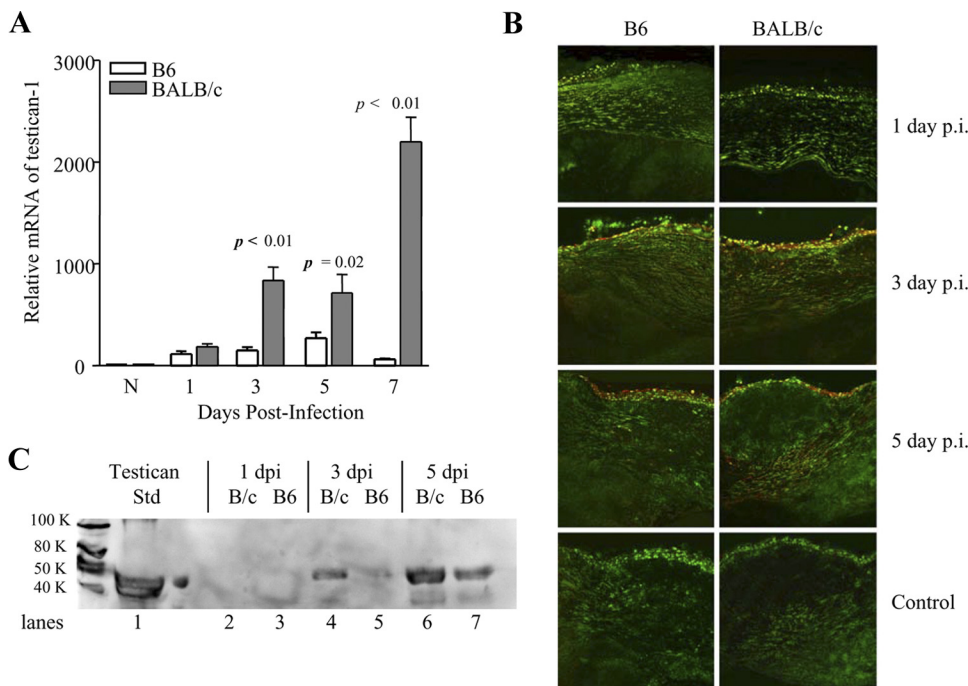 A
3000
2000
1000
0
Relative mRNA of testican-1
B6
BALB/c
p < 0.01
p = 0.02
p < 0.01
N 1 3 5 7
Days Post-Infection
B
B6 BALB/c
1 day p.i.
3 day p.i.
5 day p.i.
Control
C
Testican 1 dpi 3 dpi 5 dpi
Std B/c B6 B/c B6 B/c B6
100 K
80 K
50 K
40 K
lanes 1 2 3 4 5 6 7